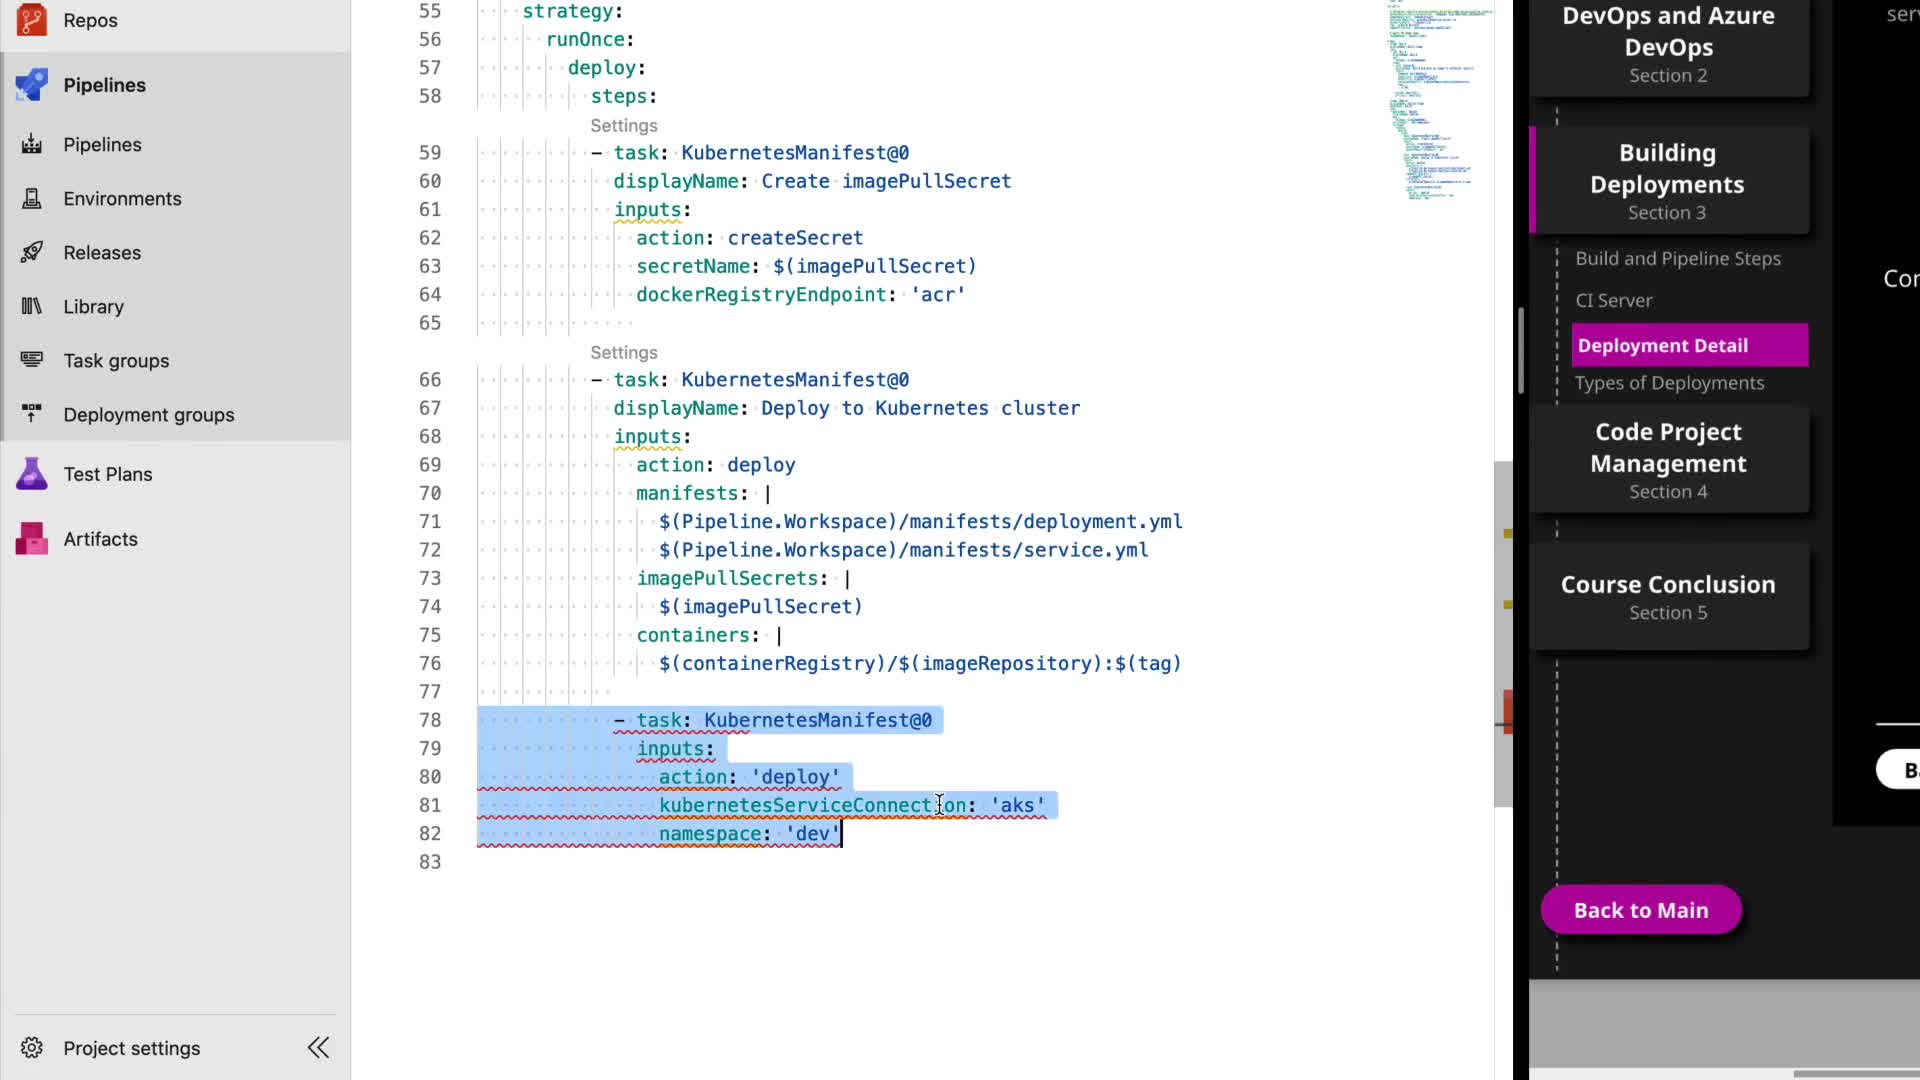 Repos
Pipelines
Pipelines
Environments
Releases
Library
Task groups
Deployment groups
Test Plans
Artifacts
Project settings
55 strategy:
56 runOnce:
57 deploy:
58 steps:
Settings
59 - task: KubernetesManifest@0
60 displayName: Create imagePullSecret
61 inputs:
62 action: createSecret
63 secretName: $(imagePullSecret)
64 dockerRegistryEndpoint: 'acr'
65
Settings
66 - task: KubernetesManifest@0
67 displayName: Deploy to Kubernetes cluster
68 inputs:
69 action: deploy
70 manifests: |
71 $(Pipeline.Workspace)/manifests/deployment.yml
72 $(Pipeline.Workspace)/manifests/service.yml
73 imagePullSecrets: |
74 $(imagePullSecret)
75 containers: |
76 $(containerRegistry)/$(imageRepository):$(tag)
77
78 - task: KubernetesManifest@0
79 inputs:
80 action: 'deploy'
81 kubernetesServiceConnection: 'aks'
82 namespace: 'dev'
83
DevOps and Azure
DevOps
Section 2
Building
Deployments
Section 3
Build and Pipeline Steps
CI Server
Deployment Detail
Types of Deployments
Code Project
Management
Section 4
Course Conclusion
Section 5
Back to Main